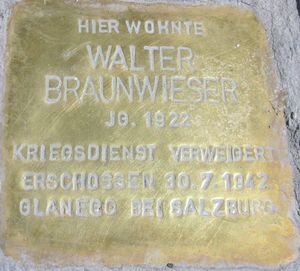 HIER WOHNTE
WALTER
BRAUNWIESER
JG. 1922
KRIEGSDIENST VERWEIGERT
ERSCHOSSEN 30.7.1942
GLANEGG BEI SALZBURG